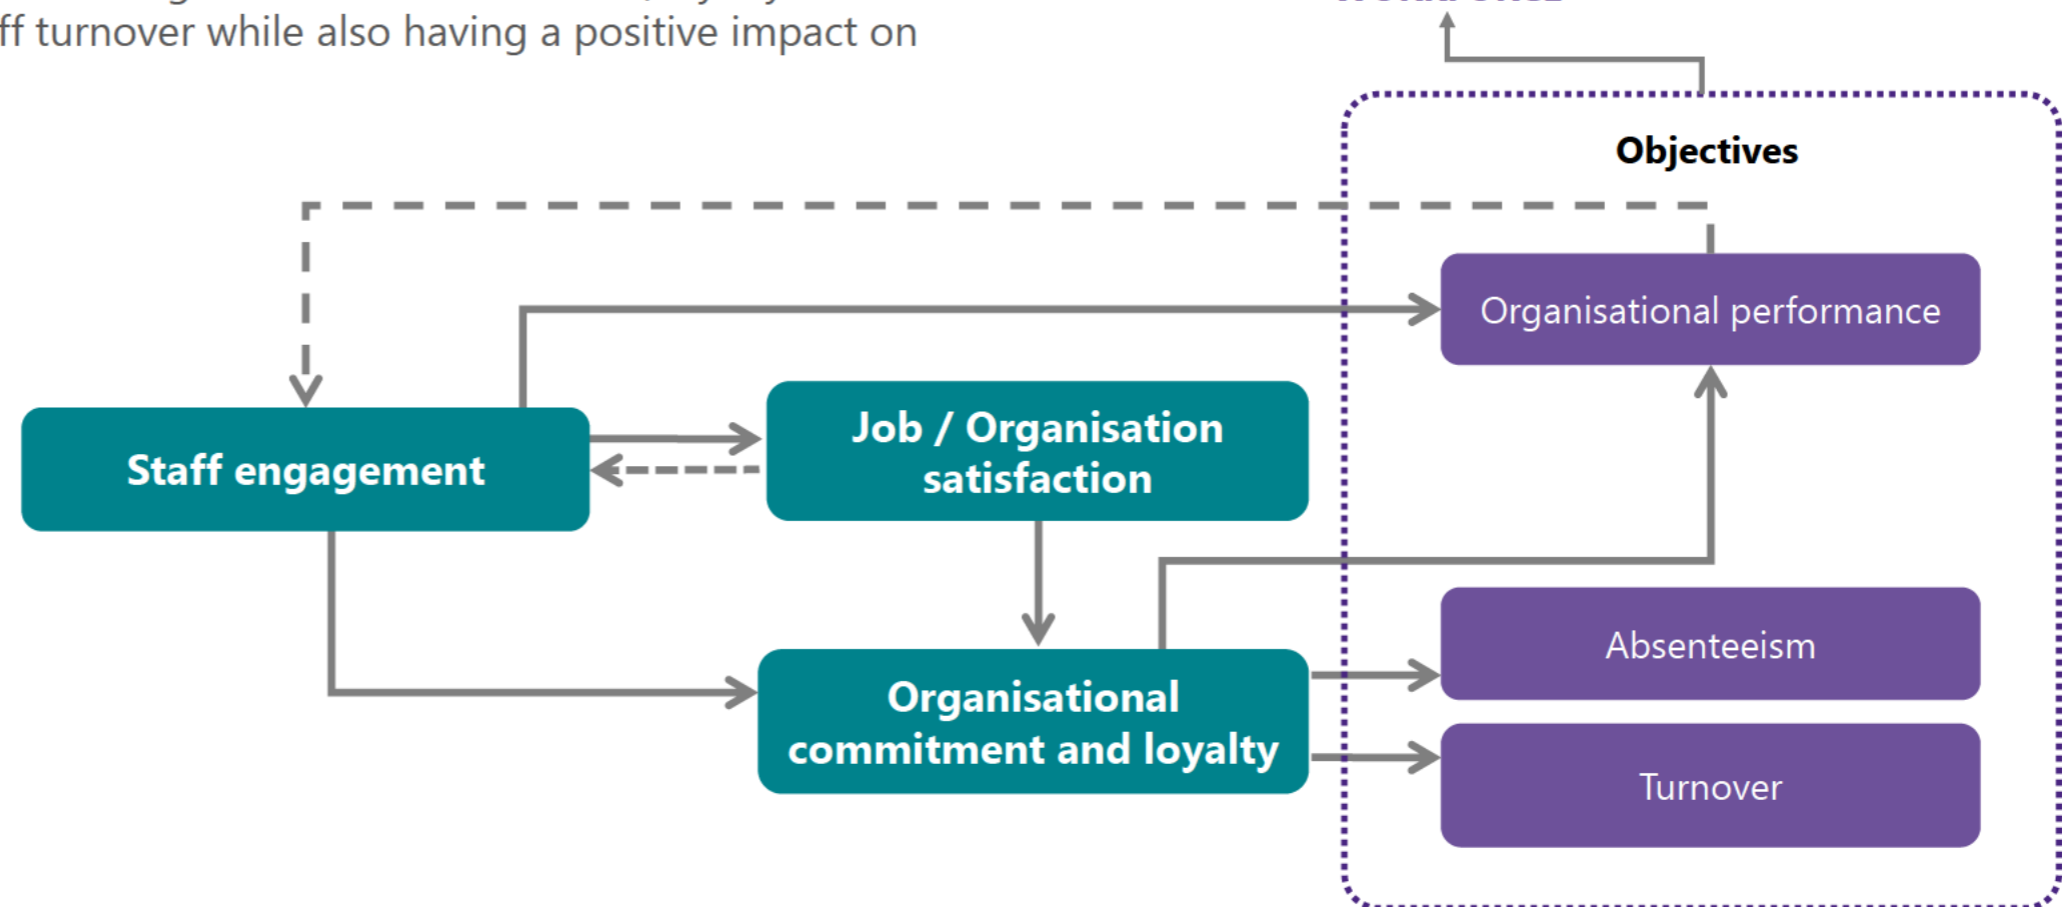 turnover while also having a positive impact on
Objectives
Organisational performance
Job / Organisation
satisfaction
Staff engagement
Absenteeism
Organisational
commitment and loyalty
Turnover